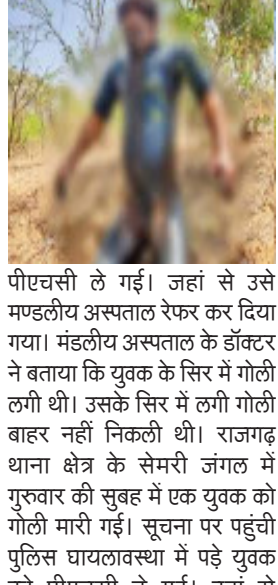 पीएचसी ले गई। जहां से उसे
मण्डलीय अस्पताल रेफर कर दिया
गया। मंडलीय अस्पताल के डॉक्टर
ने बताया कि युवक के सिर में गोली
लगी थी। उसके सिर में लगी गोली
बाहर नहीं निकली थी। राजगढ़
थाना क्षेत्र के सेमरी जंगल में
गुरुवार की सुबह में एक युवक को
गोली मारी गई। सूचना पर पहुंची
पुलिस घायलावस्था में पड़े युवक